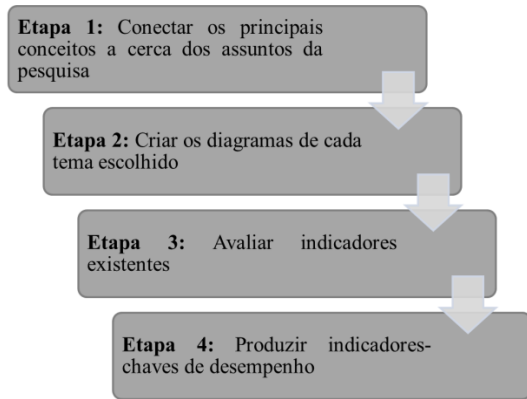 Etapa 1: Conectar os principais
conceitos a cerca dos assuntos da
pesquisa
Etapa 2: Criar os diagramas de cada
tema escolhido
Etapa 3: Avaliar indicadores
existentes
Etapa 4: Produzir indicadores-
chaves de desempenho